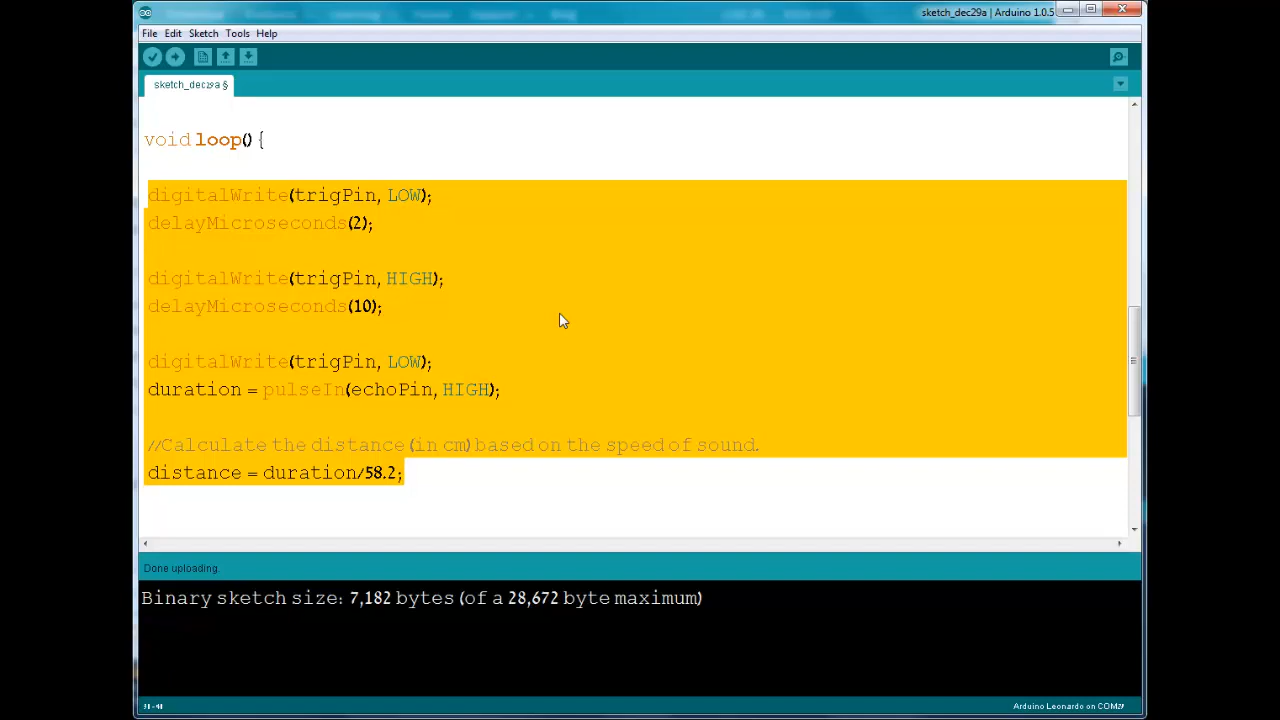 sketch_dec29a | Arduino 1.0.5
File Edit Sketch Tools Help
sketch_dec29a §
void loop() {
digitalWrite(trigPin, LOW);
delayMicroseconds(2);
digitalWrite(trigPin, HIGH);
delayMicroseconds(10);
digitalWrite(trigPin, LOW);
duration = pulseIn(echoPin, HIGH);
//Calculate the distance (in cm) based on the speed of sound.
distance = duration/58.2;
Done uploading.
Binary sketch size: 7,182 bytes (of a 28,672 byte maximum)
Arduino Leonardo on